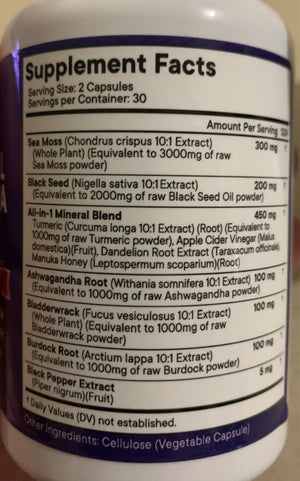 Supplement Facts
Serving Size: 2 Capsules
Servings per Container: 30
Amount Per Serving
Sea Moss (Chondrus crispus 10:1 Extract) 300 mg †
(Whole Plant) (Equivalent to 3000mg of raw
Sea Moss powder)
Black Seed (Nigella sativa 10:1 Extract) 200 mg †
(Equivalent to 2000mg of raw Black Seed Oil powder)
All-in-1 Mineral Blend 450 mg †
Turmeric (Curcuma longa 10:1 Extract) (Root) (Equivalent to
1000mg of raw Turmeric powder), Apple Cider Vinegar (Malus
domestica)(Fruit), Dandelion Root Extract (Taraxacum officinale),
Manuka Honey (Leptospermum scoparium)(Root)
Ashwagandha Root (Withania somnifera 10:1 Extract) 100 mg †
(Equivalent to 1000mg of raw Ashwagandha powder)
Bladderwrack (Fucus vesiculosus 10:1 Extract) 100 mg †
(Whole Plant) (Equivalent to 1000mg of raw
Bladderwrack powder)
Burdock Root (Arctium lappa 10:1 Extract) 100 mg †
(Equivalent to 1000mg of raw Burdock powder)
Black Pepper Extract 5 mg †
(Piper nigrum)(Fruit)
† Daily Values (DV) not established.
Other Ingredients: Cellulose (Vegetable Capsule)